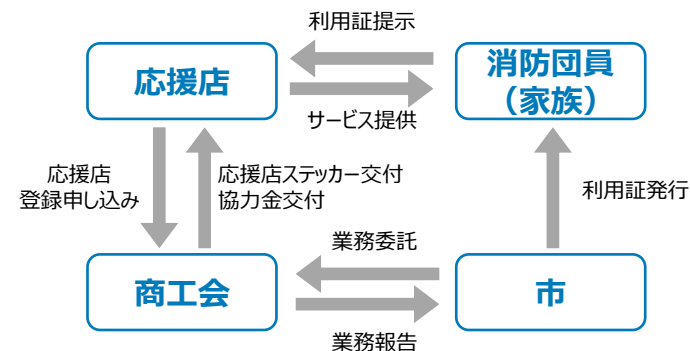 利用証提示
応援店
消防団員
（家族）
サービス提供
応援店
登録申し込み
応援店ステッカー交付
協力金交付
利用証発行
業務委託
商工会
市
業務報告